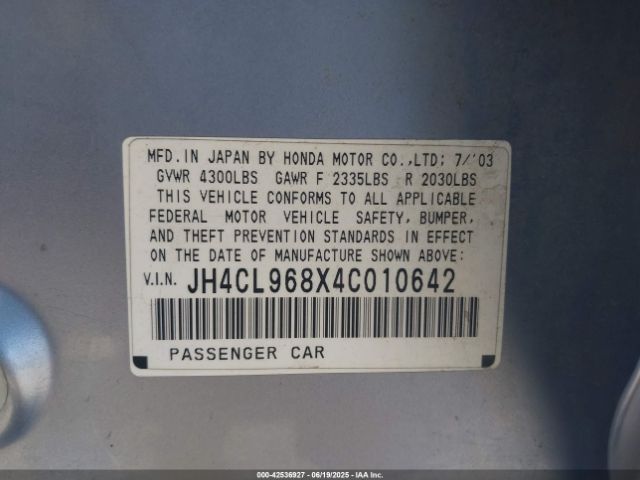 MFD. IN JAPAN BY HONDA MOTOR CO.,LTD; 7/'03
GVWR 4300LBS GAWR F 2335LBS R 2030LBS
THIS VEHICLE CONFORMS TO ALL APPLICABLE
FEDERAL MOTOR VEHICLE SAFETY, BUMPER,
AND THEFT PREVENTION STANDARDS IN EFFECT
ON THE DATE OF MANUFACTURE SHOWN ABOVE:
V.I.N. JH4CL968X4C010642
PASSENGER CAR
000-42536927 - 06/19/2025 - IAAI, Inc.